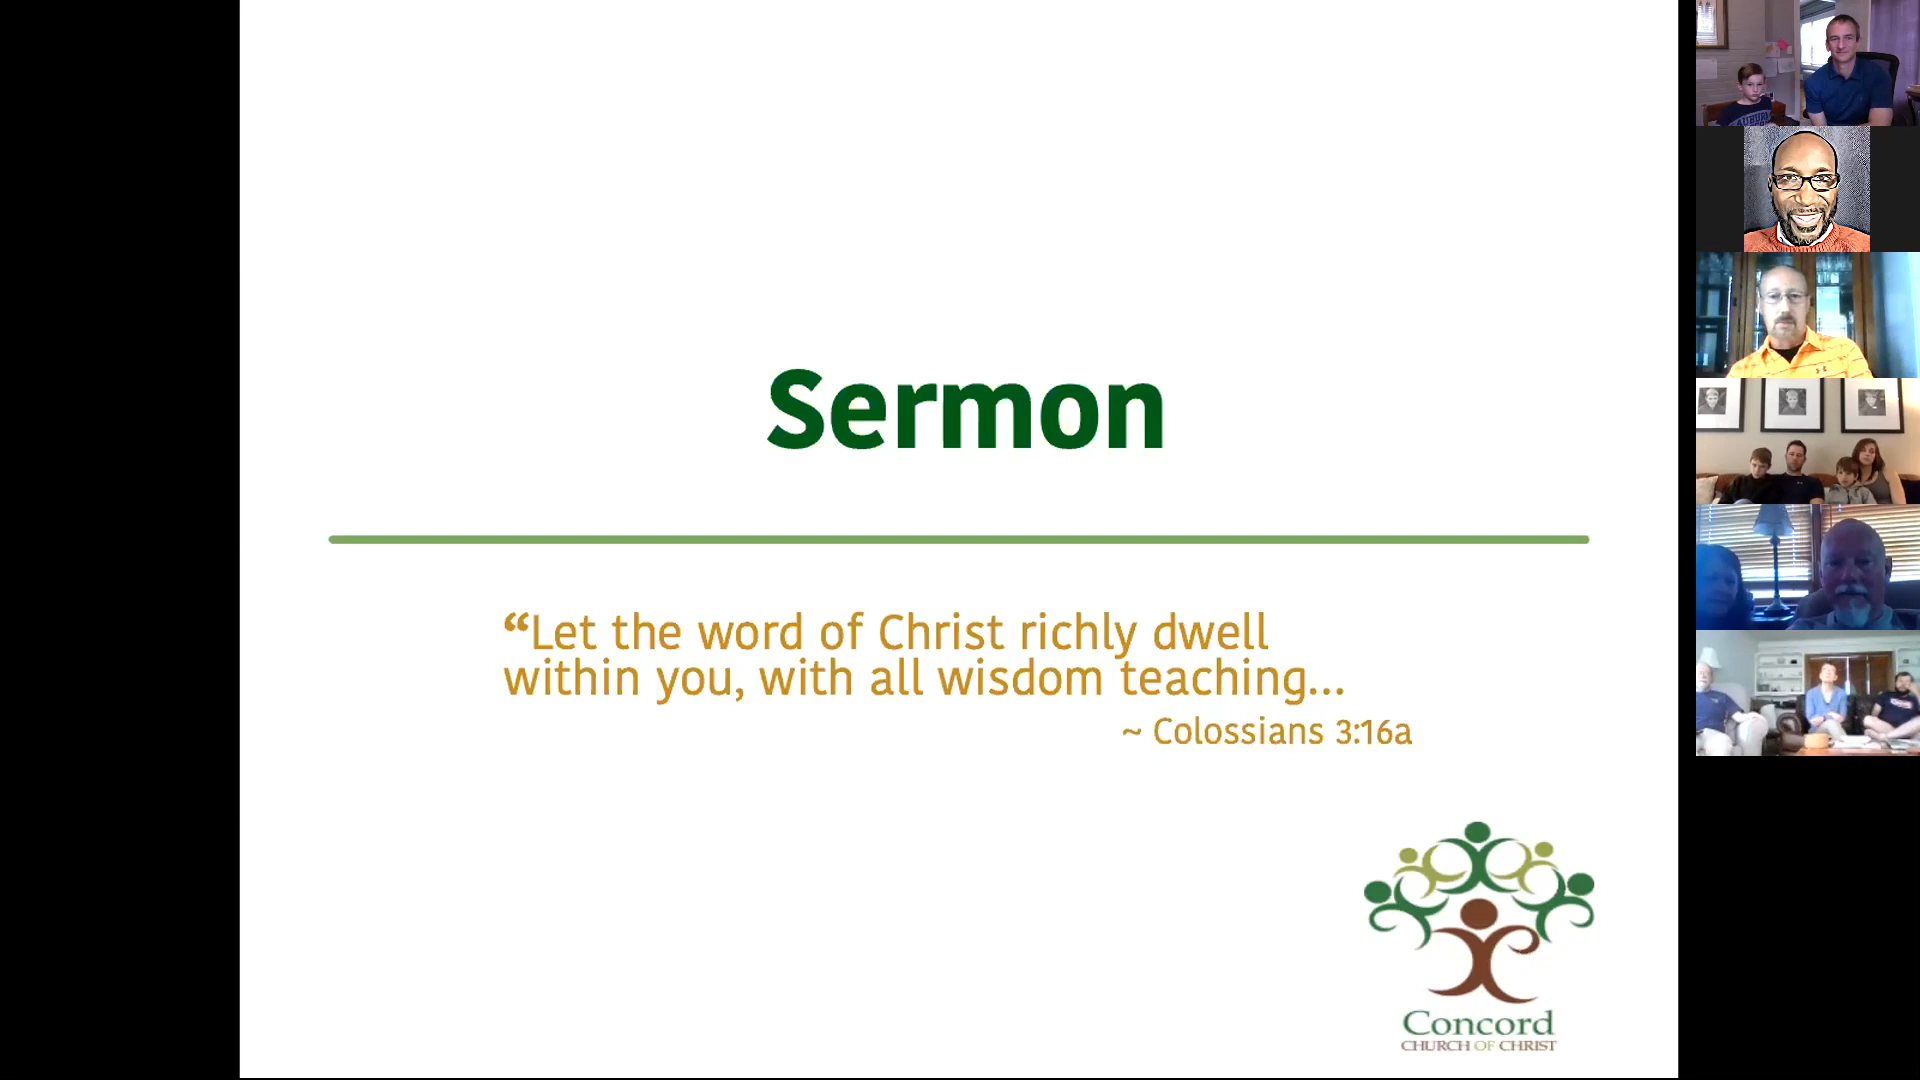 Sermon
“Let the word of Christ richly dwell
within you, with all wisdom teaching...
~ Colossians 3:16a
Concord
CHURCH OF CHRIST
AUBURN